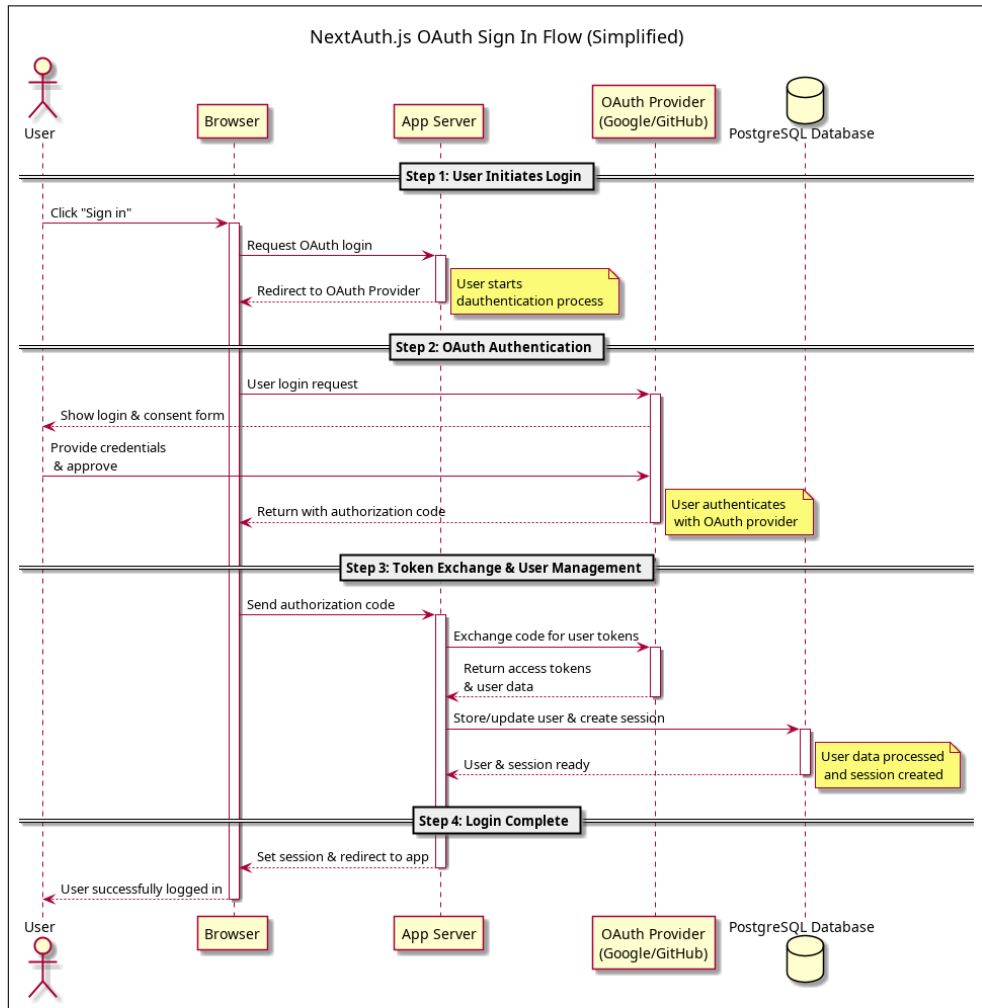 NextAuth.js OAuth Sign In Flow (Simplified)
User
Browser
App Server
OAuth Provider
(Google/GitHub)
PostgreSQL Database
Step 1: User Initiates Login
Click "Sign in"
Request OAuth login
Redirect to OAuth Provider
User starts
dauthentication process
Step 2: OAuth Authentication
User login request
Show login & consent form
Provide credentials
& approve
Return with authorization code
User authenticates
with OAuth provider
Step 3: Token Exchange & User Management
Send authorization code
Exchange code for user tokens
Return access tokens
& user data
Store/update user & create session
User & session ready
User data processed
and session created
Step 4: Login Complete
Set session & redirect to app
User successfully logged in
User
Browser
App Server
OAuth Provider
(Google/GitHub)
PostgreSQL Database